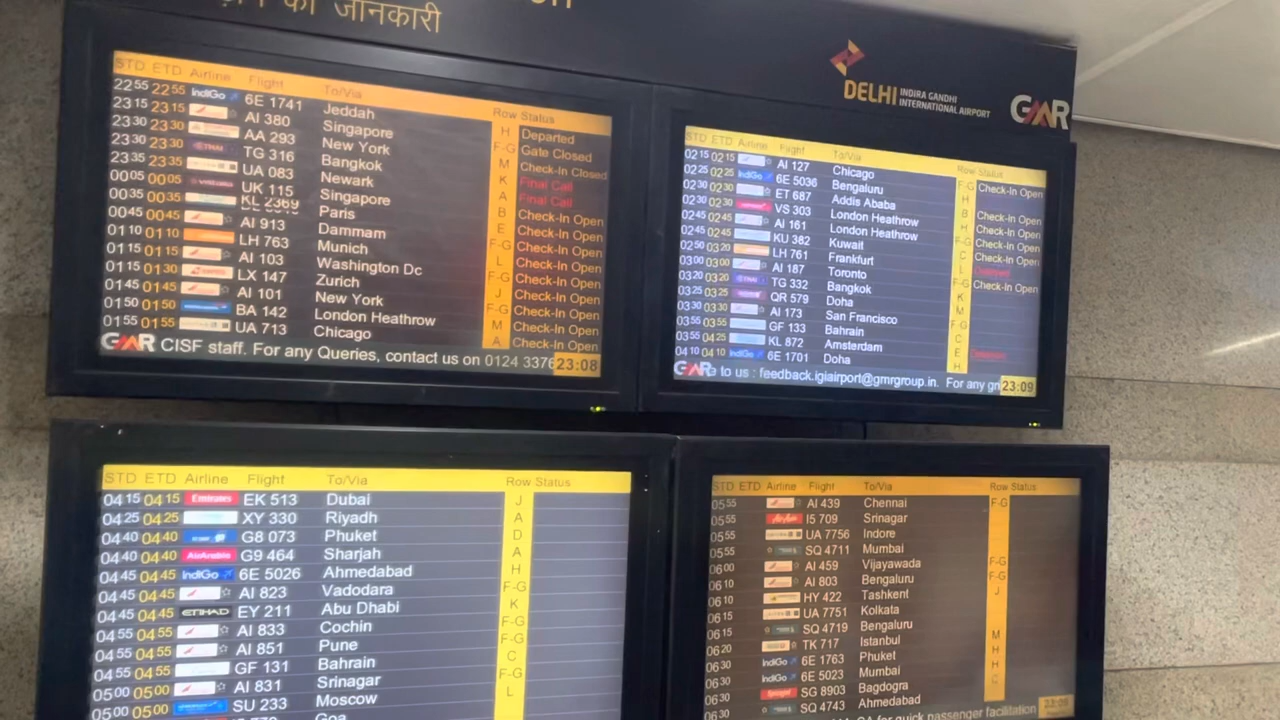 की जानकारी
DELHI INDIRA GANDHI INTERNATIONAL AIRPORT GMR
STD ETD Airline Flight To/Via Row Status
22 55 22 55 IndiGo 6E 1741 Jeddah H Departed
23 15 23 15 AI 380 Singapore F-G Gate Closed
23 30 23 30 AA 293 New York M Check-In Closed
23 30 23 30 THAI TG 316 Bangkok K Final Call
23 35 23 35 UA 083 Newark A Final Call
00 05 00 05 UK 115 Singapore B Check-In Open
00 35 00 35 KL 2369 Paris E Check-In Open
00 45 00 45 AI 913 Dammam F-G Check-In Open
01 10 01 10 LH 763 Munich L Check-In Open
01 15 01 15 AI 103 Washington Dc F-G Check-In Open
01 15 01 30 LX 147 Zurich J Check-In Open
01 45 01 45 AI 101 New York F-G Check-In Open
01 50 01 50 BA 142 London Heathrow M Check-In Open
01 55 01 55 UA 713 Chicago A Check-In Open
GMR CISF staff. For any Queries, contact us on 0124 3376 23:08
STD ETD Airline Flight To/Via Row Status
02 15 02 15 AI 127 Chicago F-G Check-In Open
02 25 02 25 IndiGo 6E 5036 Bengaluru H
02 30 02 30 ET 687 Addis Ababa B Check-In Open
02 30 02 30 VS 303 London Heathrow H Check-In Open
02 45 02 45 AI 161 London Heathrow F-G Check-In Open
02 45 02 45 KU 382 Kuwait C Check-In Open
02 50 03 20 LH 761 Frankfurt L Delayed
03 00 03 00 AI 187 Toronto F-G Check-In Open
03 20 03 20 THAI TG 332 Bangkok K
03 25 03 25 QR 579 Doha M
03 30 03 30 AI 173 San Francisco F G
03 55 03 55 GF 133 Bahrain C
03 55 04 25 KL 872 Amsterdam E Delayed
04 10 04 10 IndiGo 6E 1701 Doha H
GMR e to us : feedback.igiairport@gmrgroup.in. For any 23:09
STD ETD Airline Flight To/Via Row Status
04 15 04 15 Emirates EK 513 Dubai J
04 25 04 25 XY 330 Riyadh A
04 40 04 40 G8 073 Phuket D
04 40 04 40 AirArabia G9 464 Sharjah A
04 45 04 45 IndiGo 6E 5026 Ahmedabad H
04 45 04 45 AI 823 Vadodara F-G
04 45 04 45 ETIHAD EY 211 Abu Dhabi K
04 55 04 55 AI 833 Cochin F-G
04 55 04 55 AI 851 Pune F-G
04 55 04 55 GF 131 Bahrain C
05 00 05 00 AI 831 Srinagar F-G
05 00 05 00 SU 233 Moscow L
Goa
STD ETD Airline Flight To/Via Row Status
05 55 AI 439 Chennai F-G
05 55 I5 709 Srinagar
05 55 UA 7756 Indore
05 55 SQ 4711 Mumbai
06 00 AI 459 Vijayawada F-G
06 10 AI 803 Bengaluru F-G
06 10 HY 422 Tashkent J
06 15 UA 7751 Kolkata
06 15 SQ 4719 Bengaluru
06 20 TK 717 Istanbul M
06 30 IndiGo 6E 1763 Phuket H
06 30 IndiGo 6E 5023 Mumbai H
06 30 SG 8903 Bagdogra C
SQ 4743 Ahmedabad
for quick passenger facilitation